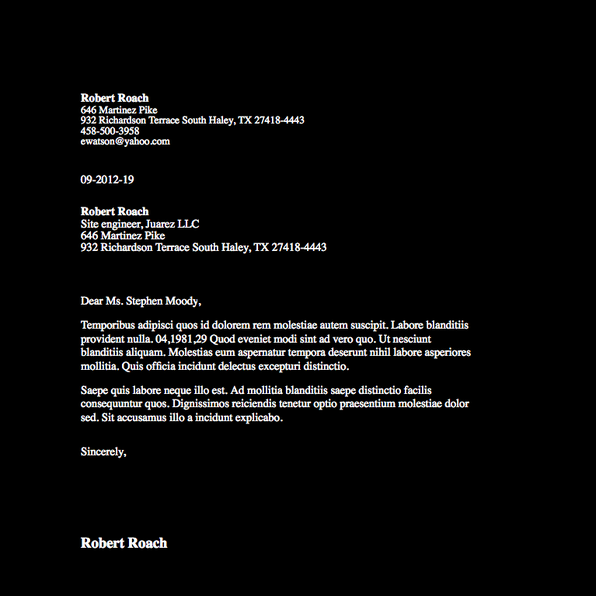 Robert Roach
646 Martinez Pike
932 Richardson Terrace South Haley, TX 27418-4443
458-500-3958
ewatson@yahoo.com
09-2012-19
Robert Roach
Site engineer, Juarez LLC
646 Martinez Pike
932 Richardson Terrace South Haley, TX 27418-4443
Dear Ms. Stephen Moody,
Temporibus adipisci quos id dolorem rem molestiae autem suscipit. Labore blanditiis
provident nulla. 04,1981,29 Quod eveniet modi sint ad vero quo. Ut nesciunt
blanditiis aliquam. Molestias eum aspernatur tempora deserunt nihil labore asperiores
mollitia. Quis officia incidunt delectus excepturi distinctio.
Saepe quis labore neque illo est. Ad mollitia blanditiis saepe distinctio facilis
consequuntur quos. Dignissimos reiciendis tenetur optio praesentium molestiae dolor
sed. Sit accusamus illo a incidunt explicabo.
Sincerely,
Robert Roach